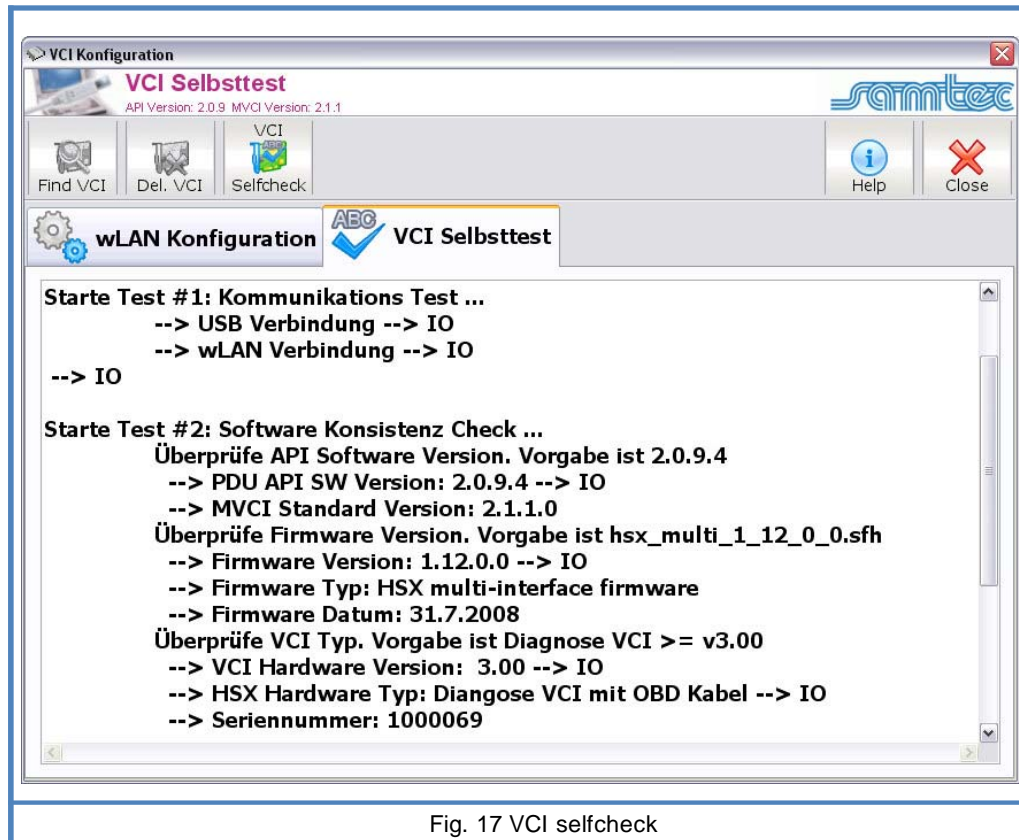 VCI Konfiguration
VCI Selbsttest
API Version: 2.0.9 MVCI Version: 2.1.1
samtec
Find VCI
Del. VCI
VCI
Selfcheck
Help
Close
wLAN Konfiguration
ABC
VCI Selbsttest
Starte Test #1: Kommunikations Test ...
--> USB Verbindung --> IO
--> wLAN Verbindung --> IO
--> IO
Starte Test #2: Software Konsistenz Check ...
Überprüfe API Software Version. Vorgabe ist 2.0.9.4
--> PDU API SW Version: 2.0.9.4 --> IO
--> MVCI Standard Version: 2.1.1.0
Überprüfe Firmware Version. Vorgabe ist hsx_multi_1_12_0_0.sfh
--> Firmware Version: 1.12.0.0 --> IO
--> Firmware Typ: HSX multi-interface firmware
--> Firmware Datum: 31.7.2008
Überprüfe VCI Typ. Vorgabe ist Diagnose VCI >= v3.00
--> VCI Hardware Version: 3.00 --> IO
--> HSX Hardware Typ: Diangose VCI mit OBD Kabel --> IO
--> Seriennummer: 1000069
Fig. 17 VCI selfcheck